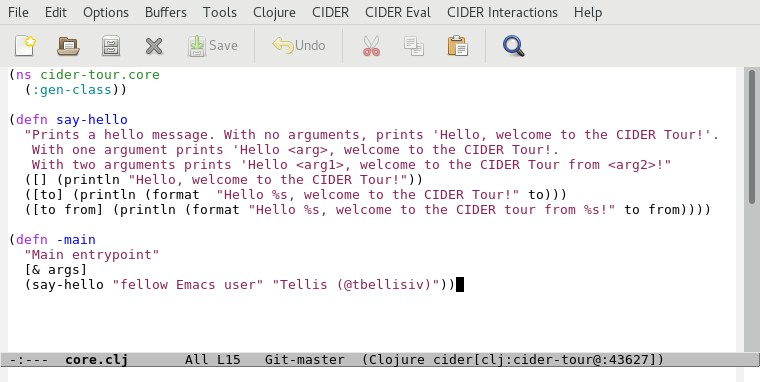 File Edit Options Buffers Tools Clojure CIDER CIDER Eval CIDER Interactions Help
Save Undo
(ns cider-tour.core
  (:gen-class))
(defn say-hello
  "Prints a hello message. With no arguments, prints 'Hello, welcome to the CIDER Tour!'.
   With one argument prints 'Hello <arg>, welcome to the CIDER Tour!.
   With two arguments prints 'Hello <arg1>, welcome to the CIDER Tour from <arg2>!"
  ([] (println "Hello, welcome to the CIDER Tour!"))
  ([to] (println (format  "Hello %s, welcome to the CIDER Tour!" to)))
  ([to from] (println (format "Hello %s, welcome to the CIDER tour from %s!" to from))))
(defn -main
  "Main entrypoint"
  [& args]
  (say-hello "fellow Emacs user" "Tellis (@tbellisiv)"))
-:---  core.clj       All L15   Git-master  (Clojure cider[clj:cider-tour@:43627])